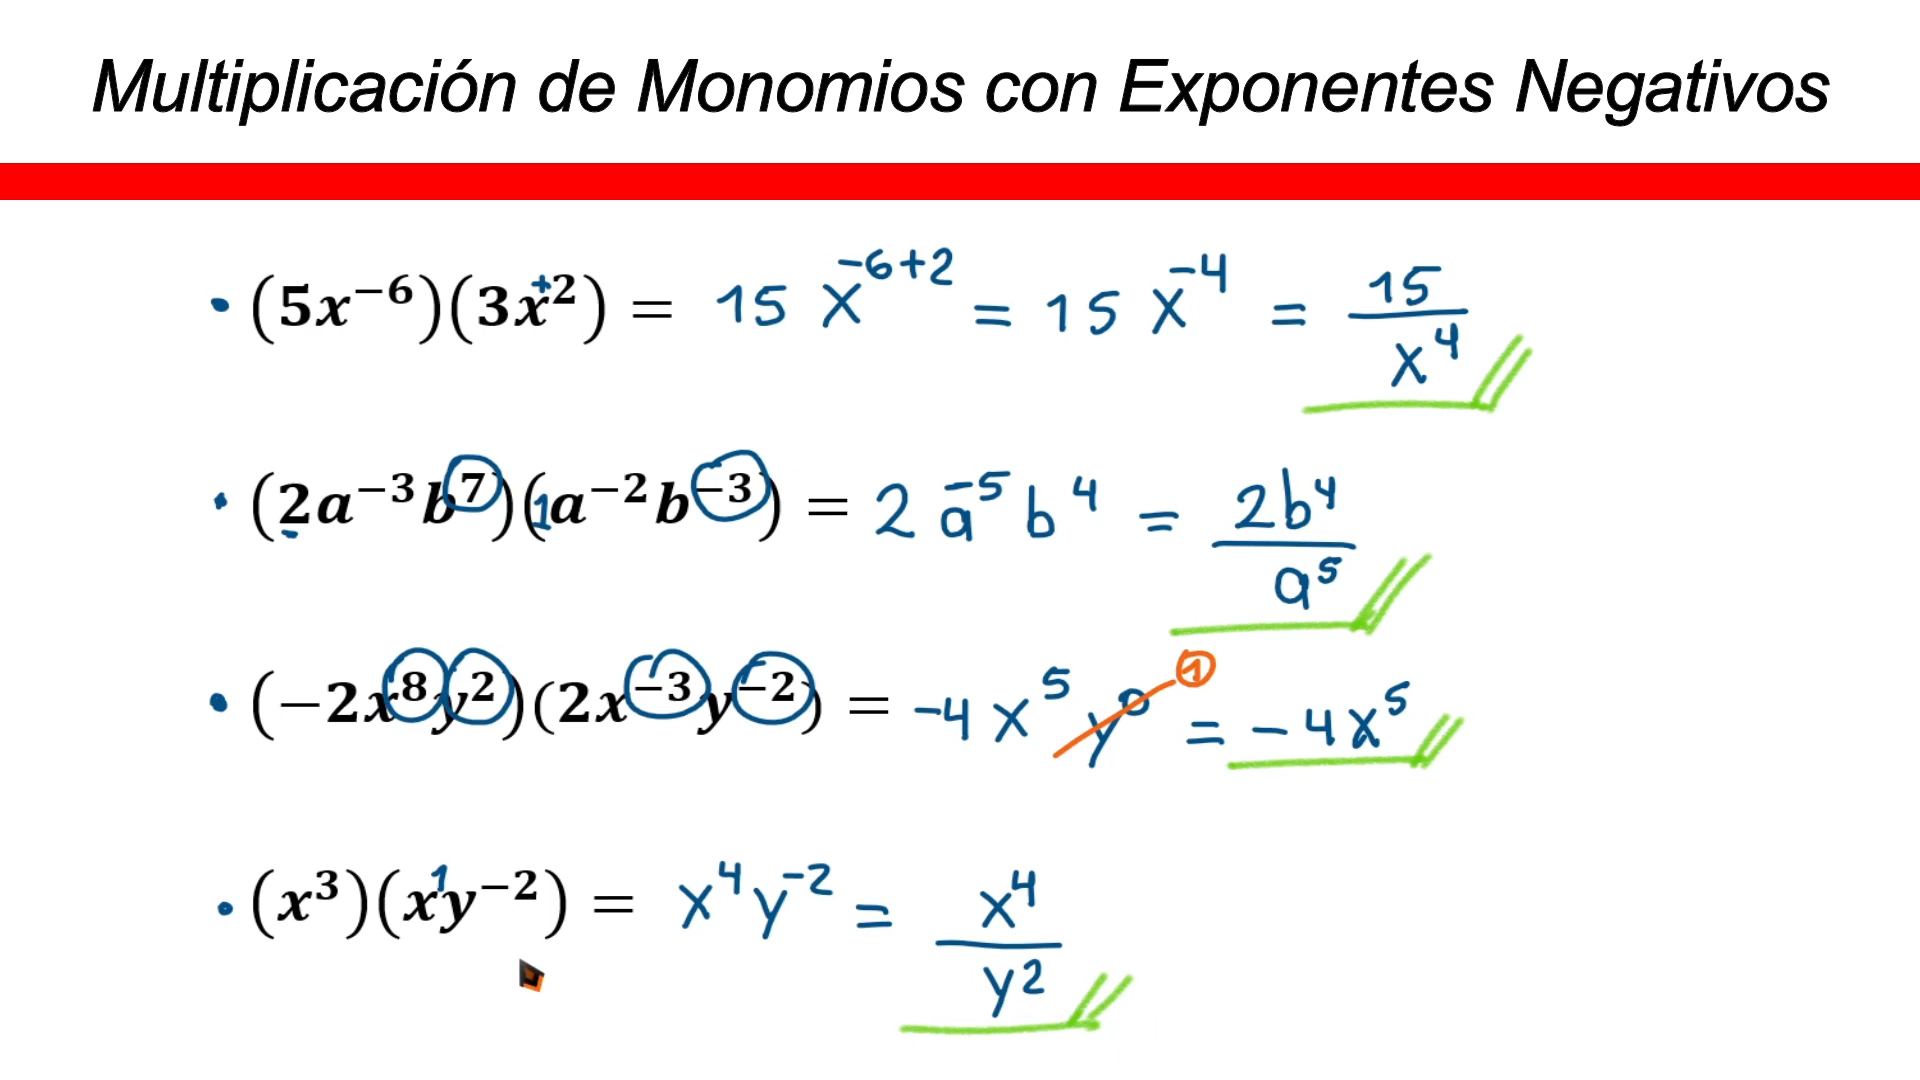 Multiplicación de Monomios con Exponentes Negativos
• (5x⁻⁶)(3x⁺²) = 15 x⁻⁶⁺² = 15 x⁻⁴ = 15/x⁴
• (2a⁻³b⁷)(1a⁻²b⁻³) = 2 a⁻⁵ b⁴ = 2b⁴/a⁵
• (−2x⁸y²)(2x⁻³y⁻²) = -4 x⁵ y⁰ 1 = -4x⁵
• (x³)(x¹y⁻²) = x⁴y⁻² = x⁴/y²